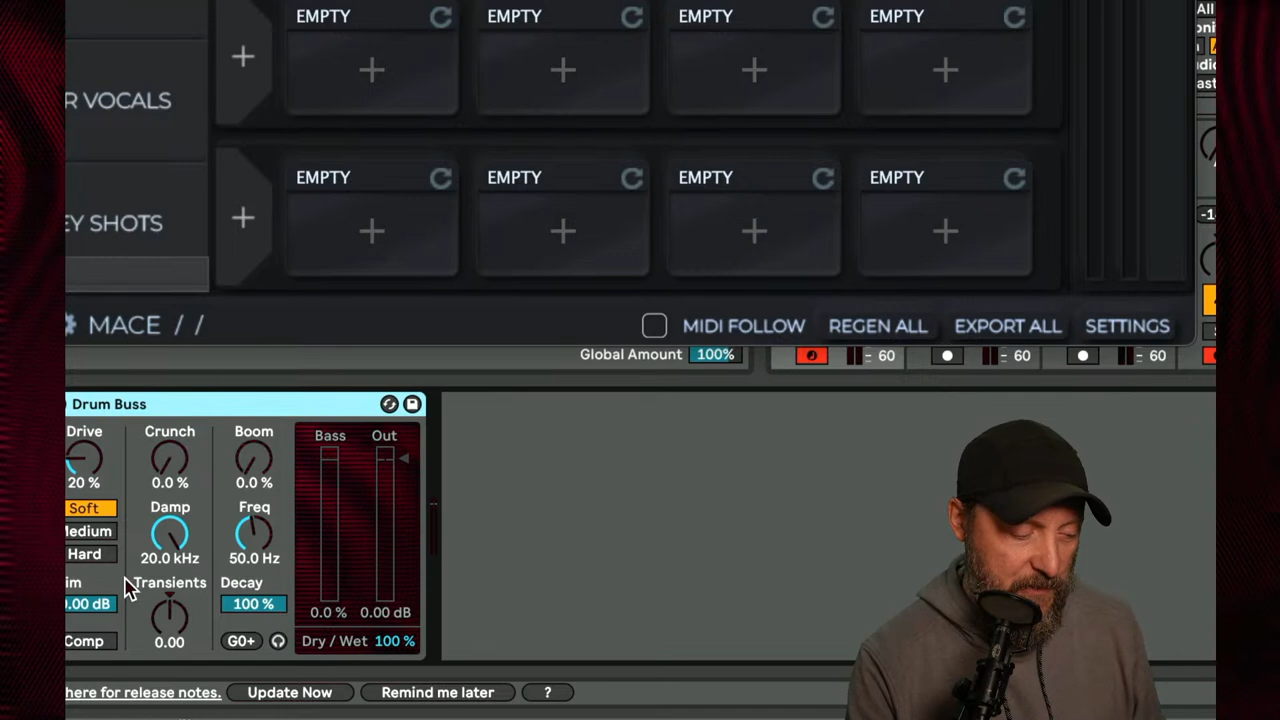 EMPTY EMPTY EMPTY EMPTY
All
R VOCALS
EMPTY EMPTY EMPTY EMPTY
EY SHOTS
MACE / /
MIDI FOLLOW REGEN ALL EXPORT ALL SETTINGS
Global Amount 100% 60 60 60
Drum Buss
Drive Crunch Boom Bass Out
20 % 0.0 % 0.0 %
Soft Damp Freq
Medium
Hard 20.0 kHz 50.0 Hz
im Transients Decay
.00 dB 100 % 0.0 % 0.00 dB
Comp 0.00 G0+ Dry / Wet 100 %
here for release notes. Update Now Remind me later ?